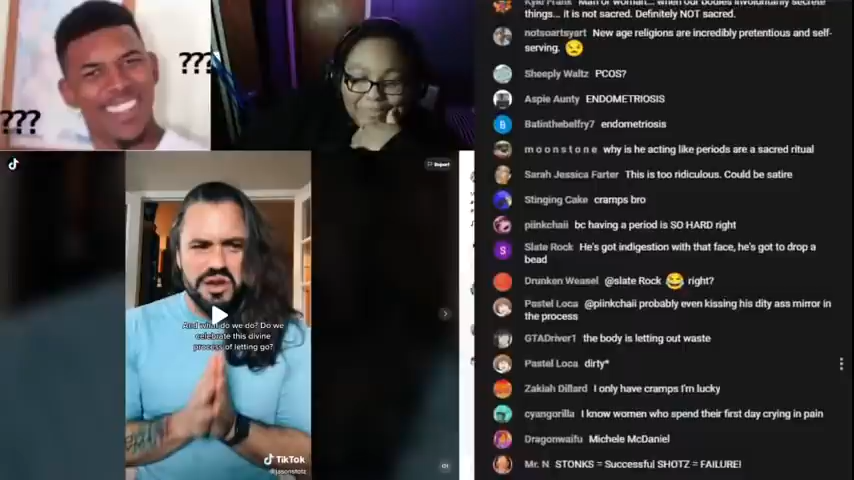 ???
???
Report
And what do we do? Do we
celebrate this divine
process of letting go?
TikTok
@jasonstotz
Kyle Frank Man or woman... when our bodies involuntarily secrete
things... it is not sacred. Definitely NOT sacred.
notsoartsyart New age religions are incredibly pretentious and self-
serving.
Sheeply Waltz PCOS?
Aspie Aunty ENDOMETRIOSIS
Batinthebelfry7 endometriosis
m o o n s t o n e why is he acting like periods are a sacred ritual
Sarah Jessica Farter This is too ridiculous. Could be satire
Stinging Cake cramps bro
piinkchaii bc having a period is SO HARD right
Slate Rock He's got indigestion with that face, he's got to drop a
bead
Drunken Weasel @slate Rock 😂 right?
Pastel Loca @piinkchaii probably even kissing his dity ass mirror in
the process
GTADriver1 the body is letting out waste
Pastel Loca dirty*
Zakiah Dillard I only have cramps I'm lucky
cyangorilla I know women who spend their first day crying in pain
Dragonwaifu Michele McDaniel
Mr. N STONKS = Successful SHOTZ = FAILURE!